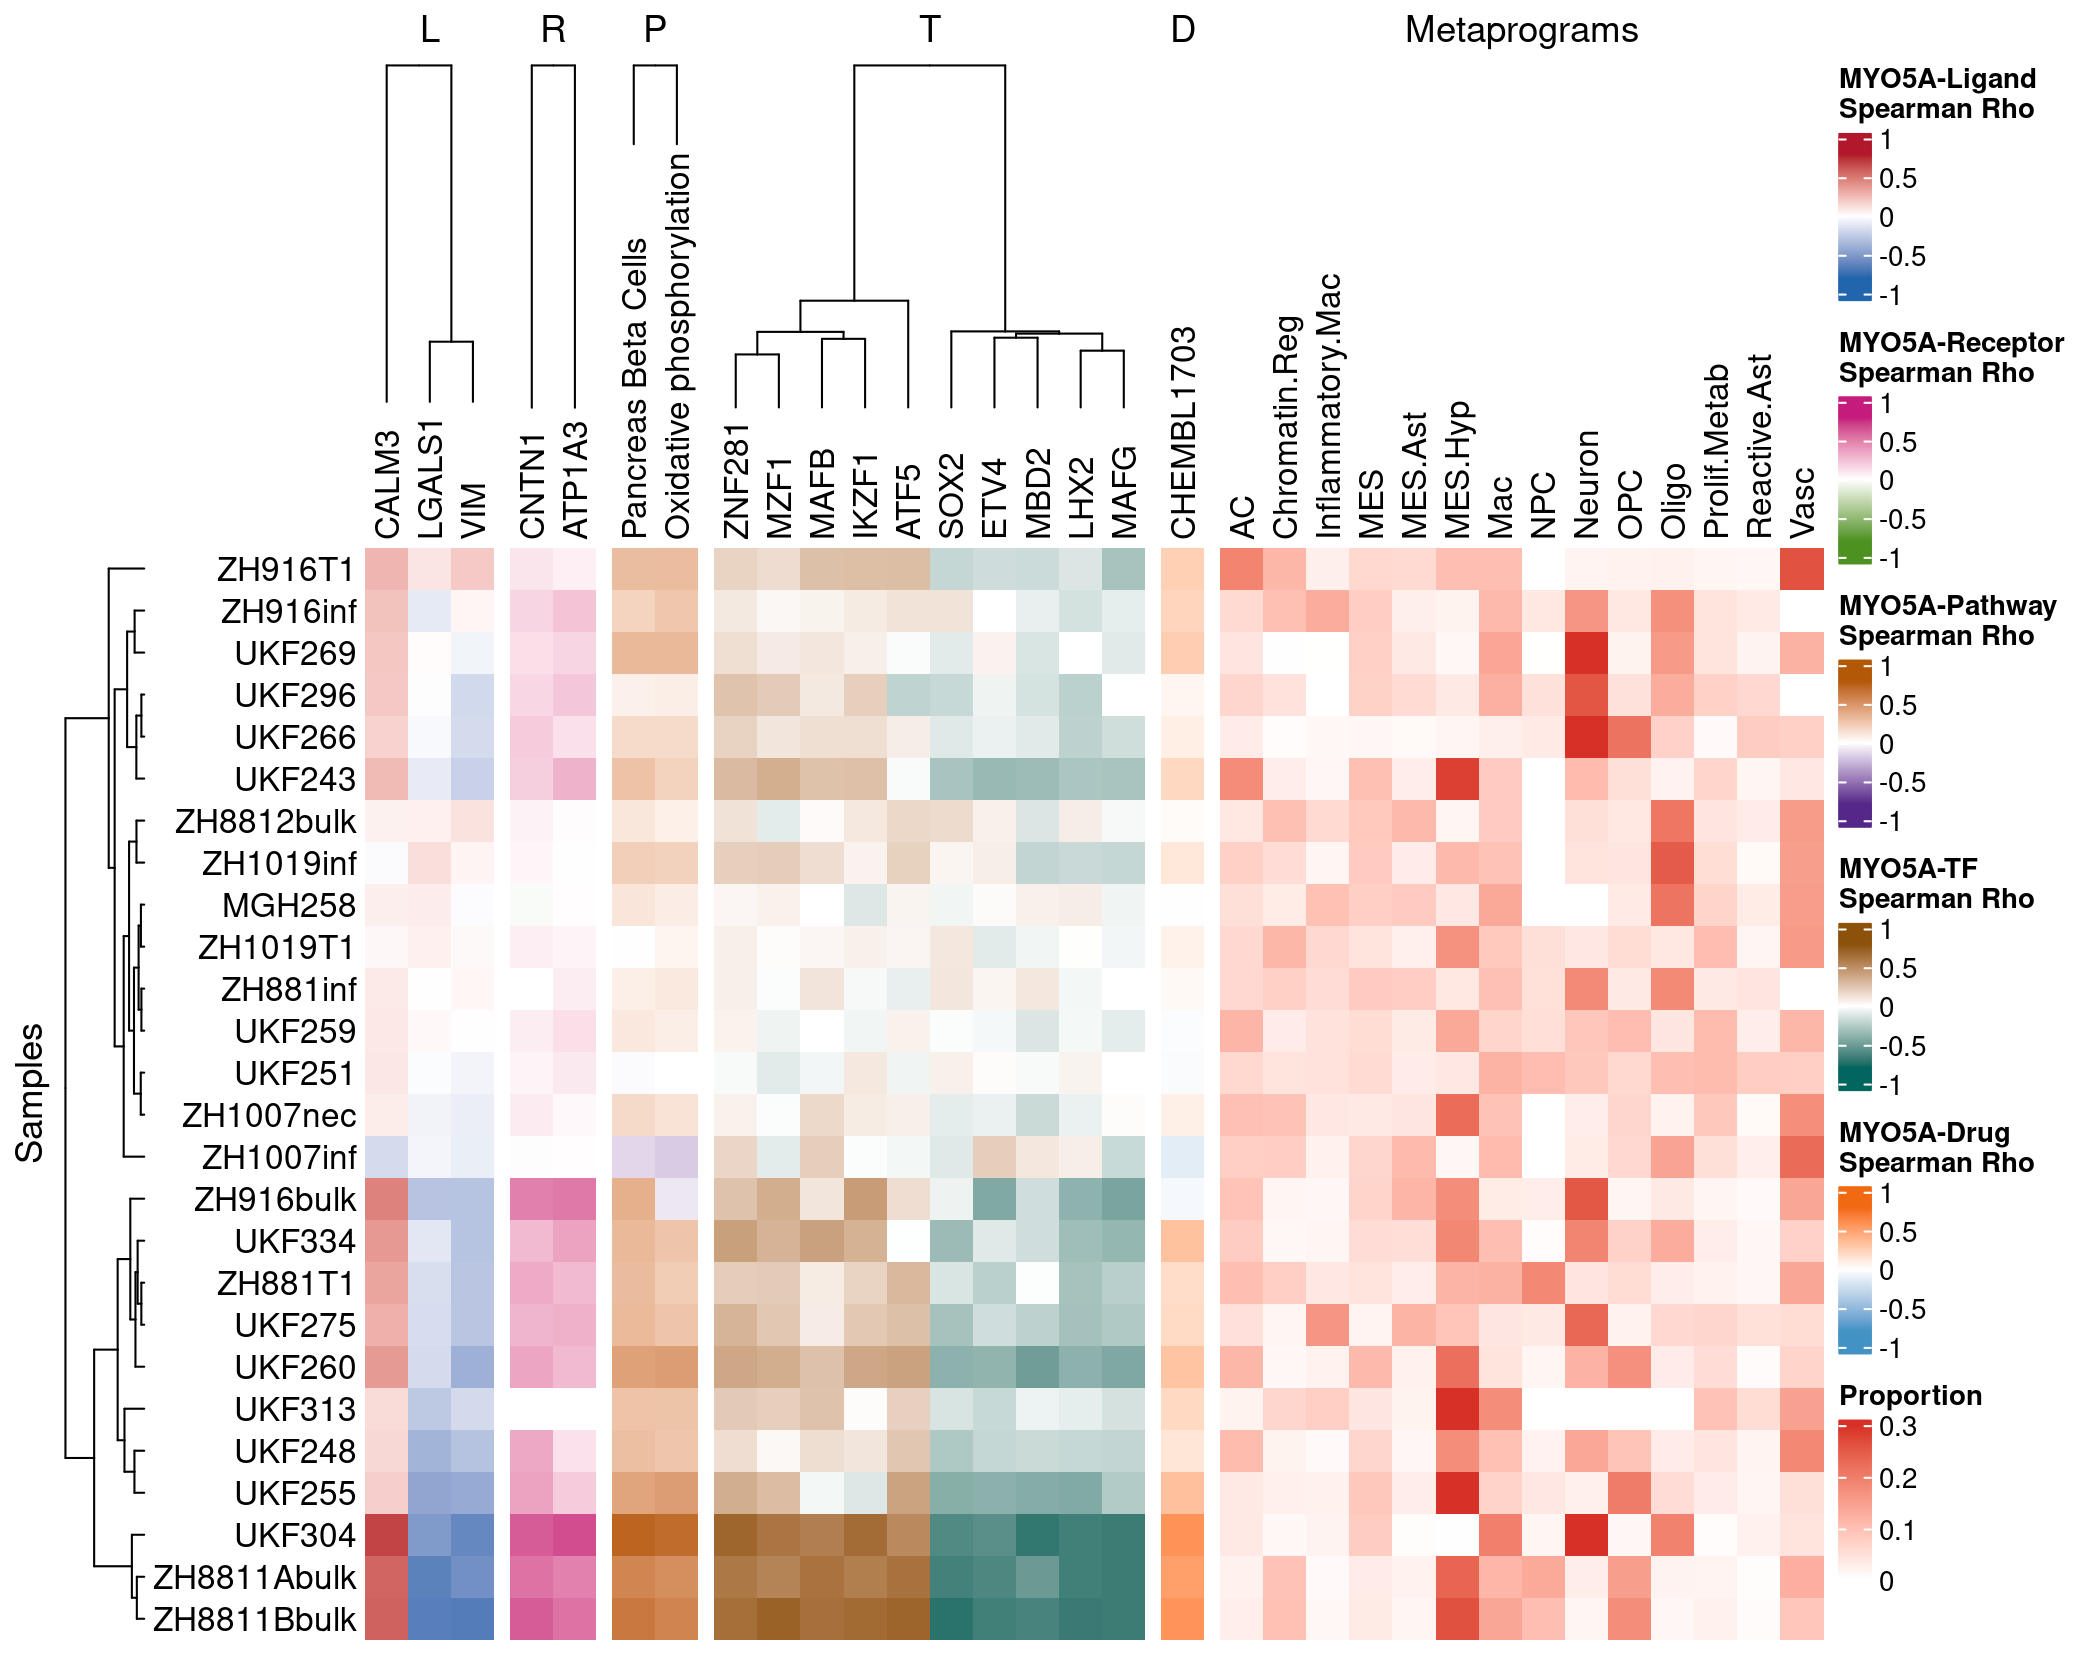 L R P T D Metaprograms
CALM3
LGALS1
VIM
CNTN1
ATP1A3
Pancreas Beta Cells
Oxidative phosphorylation
ZNF281
MZF1
MAFB
IKZF1
ATF5
SOX2
ETV4
MBD2
LHX2
MAFG
CHEMBL1703
AC
Chromatin.Reg
Inflammatory.Mac
MES
MES.Ast
MES.Hyp
Mac
NPC
Neuron
OPC
Oligo
Prolif.Metab
Reactive.Ast
Vasc
Samples
ZH916T1
ZH916inf
UKF269
UKF296
UKF266
UKF243
ZH8812bulk
ZH1019inf
MGH258
ZH1019T1
ZH881inf
UKF259
UKF251
ZH1007nec
ZH1007inf
ZH916bulk
UKF334
ZH881T1
UKF275
UKF260
UKF313
UKF248
UKF255
UKF304
ZH8811Abulk
ZH8811Bbulk
MYO5A-Ligand
Spearman Rho
1
0.5
0
-0.5
-1
MYO5A-Receptor
Spearman Rho
1
0.5
0
-0.5
-1
MYO5A-Pathway
Spearman Rho
1
0.5
0
-0.5
-1
MYO5A-TF
Spearman Rho
1
0.5
0
-0.5
-1
MYO5A-Drug
Spearman Rho
1
0.5
0
-0.5
-1
Proportion
0.3
0.2
0.1
0